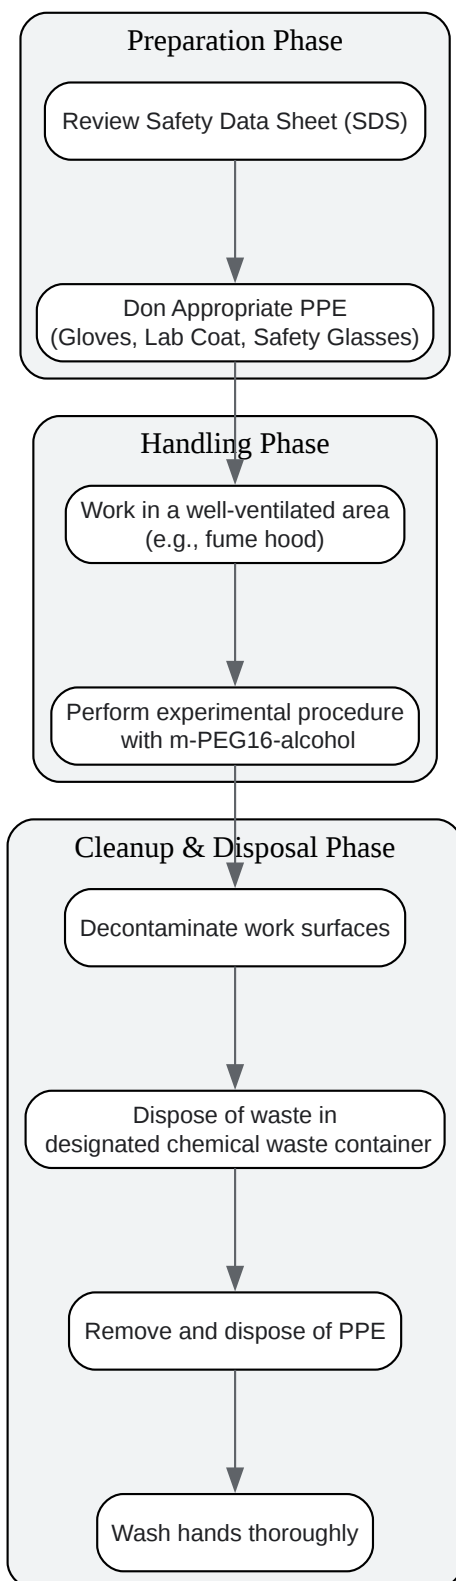 Preparation Phase
Review Safety Data Sheet (SDS)
Don Appropriate PPE
(Gloves, Lab Coat, Safety Glasses)
Handling Phase
Work in a well-ventilated area
(e.g., fume hood)
Perform experimental procedure
with m-PEG16-alcohol
Cleanup & Disposal Phase
Decontaminate work surfaces
Dispose of waste in
designated chemical waste container
Remove and dispose of PPE
Wash hands thoroughly